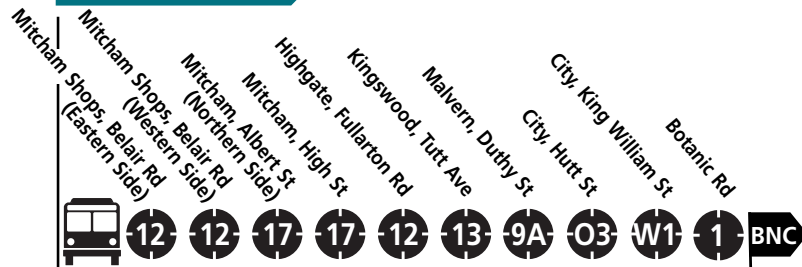 Mitcham Shops, Belair Rd
(Eastern Side)
Mitcham Shops, Belair Rd
(Western Side)
Mitcham, Albert St
(Northern Side)
Mitcham, High St
Highgate, Fullarton Rd
Kingswood, Tutt Ave
Malvern, Duthy St
City, Hutt St
City, King William St
Botanic Rd
12 12 17 17 12 13 9A O3 W1 1 BNC